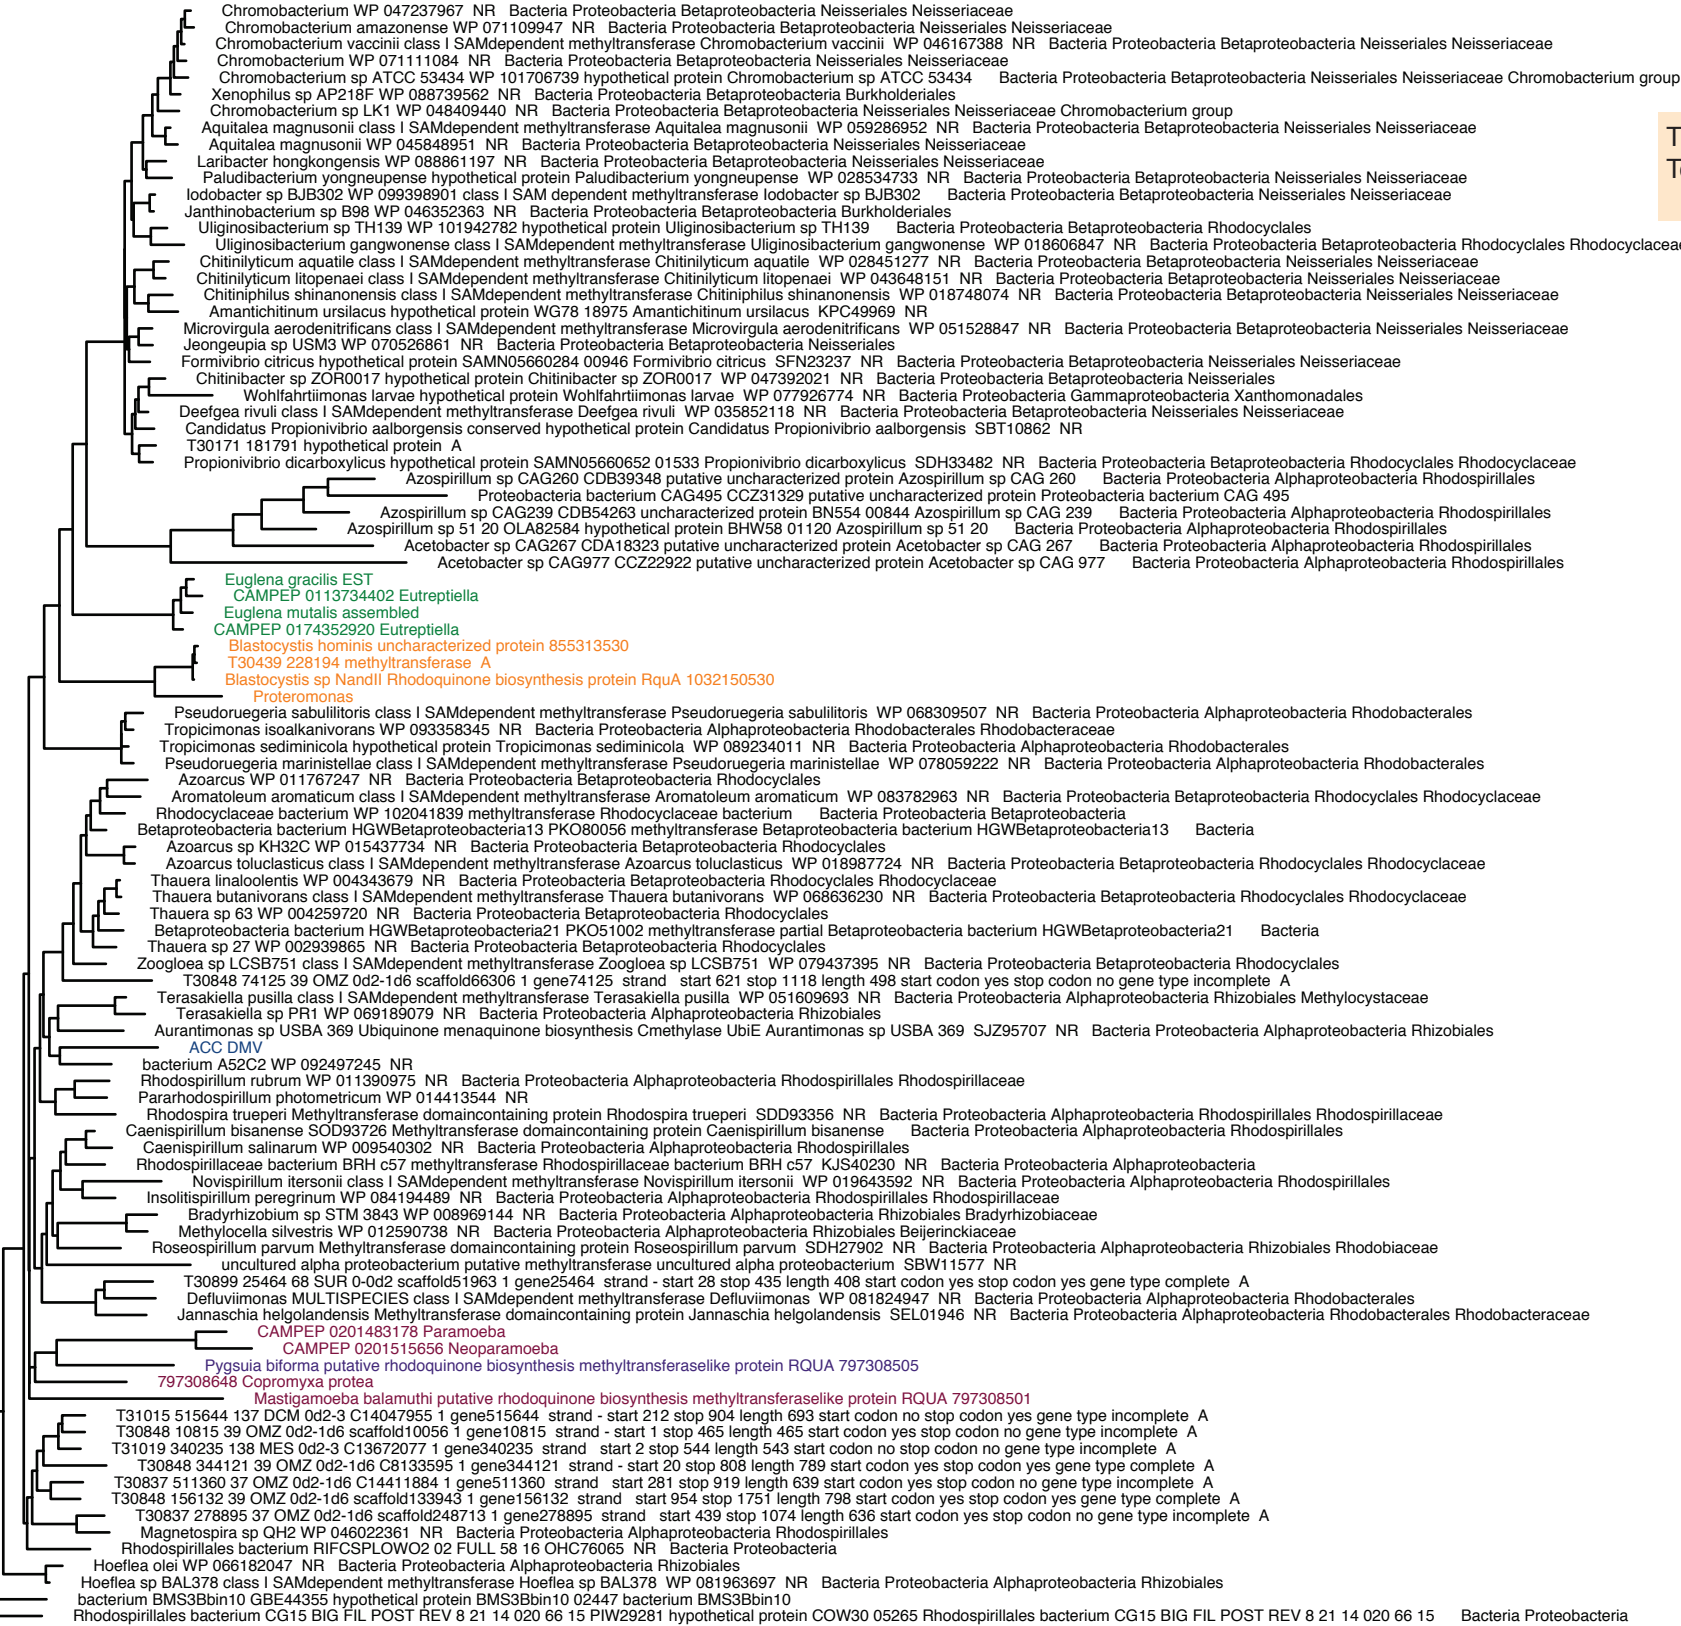 Chromobacterium WP 047237967 NR Bacteria Proteobacteria Betaproteobacteria Neisseriales Neisseriaceae
Chromobacterium amazonense WP 071109947 NR Bacteria Proteobacteria Betaproteobacteria Neisseriales Neisseriaceae
Chromobacterium vaccinii class I SAMdependent methyltransferase Chromobacterium vaccinii WP 046167388 NR Bacteria Proteobacteria Betaproteobacteria Neisseriales Neisseriaceae
Chromobacterium WP 071111084 NR Bacteria Proteobacteria Betaproteobacteria Neisseriales Neisseriaceae
Chromobacterium sp ATCC 53434 WP 101706739 hypothetical protein Chromobacterium sp ATCC 53434 Bacteria Proteobacteria Betaproteobacteria Neisseriales Neisseriaceae Chromobacterium group
Xenophilus sp AP218F WP 088739562 NR Bacteria Proteobacteria Betaproteobacteria Burkholderiales
Chromobacterium sp LK1 WP 048409440 NR Bacteria Proteobacteria Betaproteobacteria Neisseriales Neisseriaceae Chromobacterium group
Aquitalea magnusonii class I SAMdependent methyltransferase Aquitalea magnusonii WP 059286952 NR Bacteria Proteobacteria Betaproteobacteria Neisseriales Neisseriaceae
Aquitalea magnusonii WP 045848951 NR Bacteria Proteobacteria Betaproteobacteria Neisseriales Neisseriaceae
Laribacter hongkongensis WP 088861197 NR Bacteria Proteobacteria Betaproteobacteria Neisseriales Neisseriaceae
Paludibacterium yongneupense hypothetical protein Paludibacterium yongneupense WP 028534733 NR Bacteria Proteobacteria Betaproteobacteria Neisseriales Neisseriaceae
Iodobacter sp BJB302 WP 099398901 class I SAM dependent methyltransferase Iodobacter sp BJB302 Bacteria Proteobacteria Betaproteobacteria Neisseriales Neisseriaceae
Janthinobacterium sp B98 WP 046352363 NR Bacteria Proteobacteria Betaproteobacteria Burkholderiales
Uliginosibacterium sp TH139 WP 101942782 hypothetical protein Uliginosibacterium sp TH139 Bacteria Proteobacteria Betaproteobacteria Rhodocyclales
Uliginosibacterium gangwonense class I SAMdependent methyltransferase Uliginosibacterium gangwonense WP 018606847 NR Bacteria Proteobacteria Betaproteobacteria Rhodocyclales Rhodocyclaceae
Chitinilyticum aquatile class I SAMdependent methyltransferase Chitinilyticum aquatile WP 028451277 NR Bacteria Proteobacteria Betaproteobacteria Neisseriales Neisseriaceae
Chitinilyticum litopenaei class I SAMdependent methyltransferase Chitinilyticum litopenaei WP 043648151 NR Bacteria Proteobacteria Betaproteobacteria Neisseriales Neisseriaceae
Chitiniphilus shinanonensis class I SAMdependent methyltransferase Chitiniphilus shinanonensis WP 018748074 NR Bacteria Proteobacteria Betaproteobacteria Neisseriales Neisseriaceae
Amantichitinum ursilacus hypothetical protein WG78 18975 Amantichitinum ursilacus KPC49969 NR
Microvirgula aerodenitrificans class I SAMdependent methyltransferase Microvirgula aerodenitrificans WP 051528847 NR Bacteria Proteobacteria Betaproteobacteria Neisseriales Neisseriaceae
Jeongeupia sp USM3 WP 070526861 NR Bacteria Proteobacteria Betaproteobacteria Neisseriales
Formivibrio citricus hypothetical protein SAMN05660284 00946 Formivibrio citricus SFN23237 NR Bacteria Proteobacteria Betaproteobacteria Neisseriales Neisseriaceae
Chitinibacter sp ZOR0017 hypothetical protein Chitinibacter sp ZOR0017 WP 047392021 NR Bacteria Proteobacteria Betaproteobacteria Neisseriales
Wohlfahrtiimonas larvae hypothetical protein Wohlfahrtiimonas larvae WP 077926774 NR Bacteria Proteobacteria Gammaproteobacteria Xanthomonadales
Deefgea rivuli class I SAMdependent methyltransferase Deefgea rivuli WP 035852118 NR Bacteria Proteobacteria Betaproteobacteria Neisseriales Neisseriaceae
Candidatus Propionivibrio aalborgensis conserved hypothetical protein Candidatus Propionivibrio aalborgensis SBT10862 NR
T30171 181791 hypothetical protein A
Propionivibrio dicarboxylicus hypothetical protein SAMN05660652 01533 Propionivibrio dicarboxylicus SDH33482 NR Bacteria Proteobacteria Betaproteobacteria Rhodocyclales Rhodocyclaceae
Azospirillum sp CAG260 CDB39348 putative uncharacterized protein Azospirillum sp CAG 260 Bacteria Proteobacteria Alphaproteobacteria Rhodospirillales
Proteobacteria bacterium CAG495 CCZ31329 putative uncharacterized protein Proteobacteria bacterium CAG 495
Azospirillum sp CAG239 CDB54263 uncharacterized protein BN554 00844 Azospirillum sp CAG 239 Bacteria Proteobacteria Alphaproteobacteria Rhodospirillales
Azospirillum sp 51 20 OLA82584 hypothetical protein BHW58 01120 Azospirillum sp 51 20 Bacteria Proteobacteria Alphaproteobacteria Rhodospirillales
Acetobacter sp CAG267 CDA18323 putative uncharacterized protein Acetobacter sp CAG 267 Bacteria Proteobacteria Alphaproteobacteria Rhodospirillales
Acetobacter sp CAG977 CCZ22922 putative uncharacterized protein Acetobacter sp CAG 977 Bacteria Proteobacteria Alphaproteobacteria Rhodospirillales
Euglena gracilis EST
CAMPEP 0113734402 Eutreptiella
Euglena mutalis assembled
CAMPEP 0174352920 Eutreptiella
Blastocystis hominis uncharacterized protein 855313530
T30439 228194 methyltransferase A
Blastocystis sp NandII Rhodoquinone biosynthesis protein RquA 1032150530
Proteromonas
Pseudoruegeria sabulilitoris class I SAMdependent methyltransferase Pseudoruegeria sabulilitoris WP 068309507 NR Bacteria Proteobacteria Alphaproteobacteria Rhodobacterales
Tropicimonas isoalkanivorans WP 093358345 NR Bacteria Proteobacteria Alphaproteobacteria Rhodobacterales Rhodobacteraceae
Tropicimonas sediminicola hypothetical protein Tropicimonas sediminicola WP 089234011 NR Bacteria Proteobacteria Alphaproteobacteria Rhodobacterales
Pseudoruegeria marinistellae class I SAMdependent methyltransferase Pseudoruegeria marinistellae WP 078059222 NR Bacteria Proteobacteria Alphaproteobacteria Rhodobacterales
Azoarcus WP 011767247 NR Bacteria Proteobacteria Betaproteobacteria Rhodocyclales
Aromatoleum aromaticum class I SAMdependent methyltransferase Aromatoleum aromaticum WP 083782963 NR Bacteria Proteobacteria Betaproteobacteria Rhodocyclales Rhodocyclaceae
Rhodocyclaceae bacterium WP 102041839 methyltransferase Rhodocyclaceae bacterium Bacteria Proteobacteria Betaproteobacteria
Betaproteobacteria bacterium HGWBetaproteobacteria13 PKO80056 methyltransferase Betaproteobacteria bacterium HGWBetaproteobacteria13 Bacteria
Azoarcus sp KH32C WP 015437734 NR Bacteria Proteobacteria Betaproteobacteria Rhodocyclales
Azoarcus toluclasticus class I SAMdependent methyltransferase Azoarcus toluclasticus WP 018987724 NR Bacteria Proteobacteria Betaproteobacteria Rhodocyclales Rhodocyclaceae
Thauera linaloolentis WP 004343679 NR Bacteria Proteobacteria Betaproteobacteria Rhodocyclales Rhodocyclaceae
Thauera butanivorans class I SAMdependent methyltransferase Thauera butanivorans WP 068636230 NR Bacteria Proteobacteria Betaproteobacteria Rhodocyclales Rhodocyclaceae
Thauera sp 63 WP 004259720 NR Bacteria Proteobacteria Betaproteobacteria Rhodocyclales
Betaproteobacteria bacterium HGWBetaproteobacteria21 PKO51002 methyltransferase partial Betaproteobacteria bacterium HGWBetaproteobacteria21 Bacteria
Thauera sp 27 WP 002939865 NR Bacteria Proteobacteria Betaproteobacteria Rhodocyclales
Zoogloea sp LCSB751 class I SAMdependent methyltransferase Zoogloea sp LCSB751 WP 079437395 NR Bacteria Proteobacteria Betaproteobacteria Rhodocyclales
T30848 74125 39 OMZ 0d2-1d6 scaffold66306 1 gene74125 strand start 621 stop 1118 length 498 start codon yes stop codon no gene type incomplete A
Terasakiella pusilla class I SAMdependent methyltransferase Terasakiella pusilla WP 051609693 NR Bacteria Proteobacteria Alphaproteobacteria Rhizobiales Methylocystaceae
Terasakiella sp PR1 WP 069189079 NR Bacteria Proteobacteria Alphaproteobacteria Rhizobiales
Aurantimonas sp USBA 369 Ubiquinone menaquinone biosynthesis Cmethylase UbiE Aurantimonas sp USBA 369 SJZ95707 NR Bacteria Proteobacteria Alphaproteobacteria Rhizobiales
ACC DMV
bacterium A52C2 WP 092497245 NR
Rhodospirillum rubrum WP 011390975 NR Bacteria Proteobacteria Alphaproteobacteria Rhodospirillales Rhodospirillaceae
Pararhodospirillum photometricum WP 014413544 NR
Rhodospira trueperi Methyltransferase domaincontaining protein Rhodospira trueperi SDD93356 NR Bacteria Proteobacteria Alphaproteobacteria Rhodospirillales Rhodospirillaceae
Caenispirillum bisanense SOD93726 Methyltransferase domaincontaining protein Caenispirillum bisanense Bacteria Proteobacteria Alphaproteobacteria Rhodospirillales
Caenispirillum salinarum WP 009540302 NR Bacteria Proteobacteria Alphaproteobacteria Rhodospirillales
Rhodospirillaceae bacterium BRH c57 methyltransferase Rhodospirillaceae bacterium BRH c57 KJS40230 NR Bacteria Proteobacteria Alphaproteobacteria
Novispirillum itersonii class I SAMdependent methyltransferase Novispirillum itersonii WP 019643592 NR Bacteria Proteobacteria Alphaproteobacteria Rhodospirillales
Insolitispirillum peregrinum WP 084194489 NR Bacteria Proteobacteria Alphaproteobacteria Rhodospirillales Rhodospirillaceae
Bradyrhizobium sp STM 3843 WP 008969144 NR Bacteria Proteobacteria Alphaproteobacteria Rhizobiales Bradyrhizobiaceae
Methylocella silvestris WP 012590738 NR Bacteria Proteobacteria Alphaproteobacteria Rhizobiales Beijerinckiaceae
Roseospirillum parvum Methyltransferase domaincontaining protein Roseospirillum parvum SDH27902 NR Bacteria Proteobacteria Alphaproteobacteria Rhizobiales Rhodobiaceae
uncultured alpha proteobacterium putative methyltransferase uncultured alpha proteobacterium SBW11577 NR
T30899 25464 68 SUR 0-0d2 scaffold51963 1 gene25464 strand - start 28 stop 435 length 408 start codon yes stop codon yes gene type complete A
Defluviimonas MULTISPECIES class I SAMdependent methyltransferase Defluviimonas WP 081824947 NR Bacteria Proteobacteria Alphaproteobacteria Rhodobacterales
Jannaschia helgolandensis Methyltransferase domaincontaining protein Jannaschia helgolandensis SEL01946 NR Bacteria Proteobacteria Alphaproteobacteria Rhodobacterales Rhodobacteraceae
CAMPEP 0201483178 Paramoeba
CAMPEP 0201515656 Neoparamoeba
Pygsuia biforma putative rhodoquinone biosynthesis methyltransferaselike protein RQUA 797308505
797308648 Copromyxa protea
Mastigamoeba balamuthi putative rhodoquinone biosynthesis methyltransferaselike protein RQUA 797308501
T31015 515644 137 DCM 0d2-3 C14047955 1 gene515644 strand - start 212 stop 904 length 693 start codon no stop codon yes gene type incomplete A
T30848 10815 39 OMZ 0d2-1d6 scaffold10056 1 gene10815 strand - start 1 stop 465 length 465 start codon yes stop codon no gene type incomplete A
T31019 340235 138 MES 0d2-3 C13672077 1 gene340235 strand start 2 stop 544 length 543 start codon no stop codon no gene type incomplete A
T30848 344121 39 OMZ 0d2-1d6 C8133595 1 gene344121 strand - start 20 stop 808 length 789 start codon yes stop codon yes gene type complete A
T30837 511360 37 OMZ 0d2-1d6 C14411884 1 gene511360 strand start 281 stop 919 length 639 start codon yes stop codon no gene type incomplete A
T30848 156132 39 OMZ 0d2-1d6 scaffold133943 1 gene156132 strand start 954 stop 1751 length 798 start codon yes stop codon yes gene type complete A
T30837 278895 37 OMZ 0d2-1d6 scaffold248713 1 gene278895 strand start 439 stop 1074 length 636 start codon yes stop codon no gene type incomplete A
Magnetospira sp QH2 WP 046022361 NR Bacteria Proteobacteria Alphaproteobacteria Rhodospirillales
Rhodospirillales bacterium RIFCSPLOWO2 02 FULL 58 16 OHC76065 NR Bacteria Proteobacteria
Hoeflea olei WP 066182047 NR Bacteria Proteobacteria Alphaproteobacteria Rhizobiales
Hoeflea sp BAL378 class I SAMdependent methyltransferase Hoeflea sp BAL378 WP 081963697 NR Bacteria Proteobacteria Alphaproteobacteria Rhizobiales
bacterium BMS3Bbin10 GBE44355 hypothetical protein BMS3Bbin10 02447 bacterium BMS3Bbin10
Rhodospirillales bacterium CG15 BIG FIL POST REV 8 21 14 020 66 15 PIW29281 hypothetical protein COW30 05265 Rhodospirillales bacterium CG15 BIG FIL POST REV 8 21 14 020 66 15 Bacteria Proteobacteria